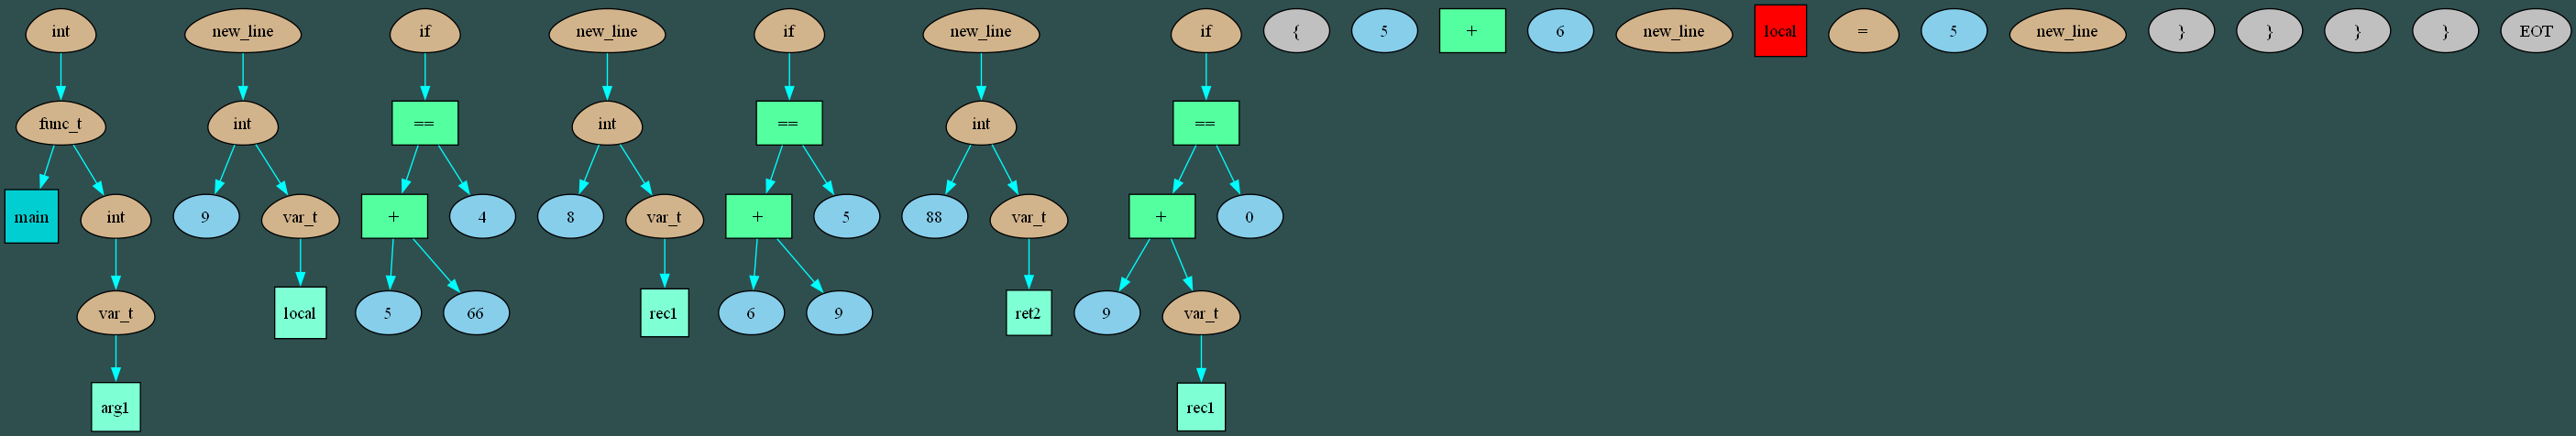 int new_line if new_line if new_line if { 5 + 6 new_line local = 5 new_line } } } } EOT
func_t int == int == int ==
main int 9 var_t + 4 8 var_t + 5 88 var_t + 0
var_t local 5 66 rec1 6 9 ret2 9 var_t
arg1 rec1